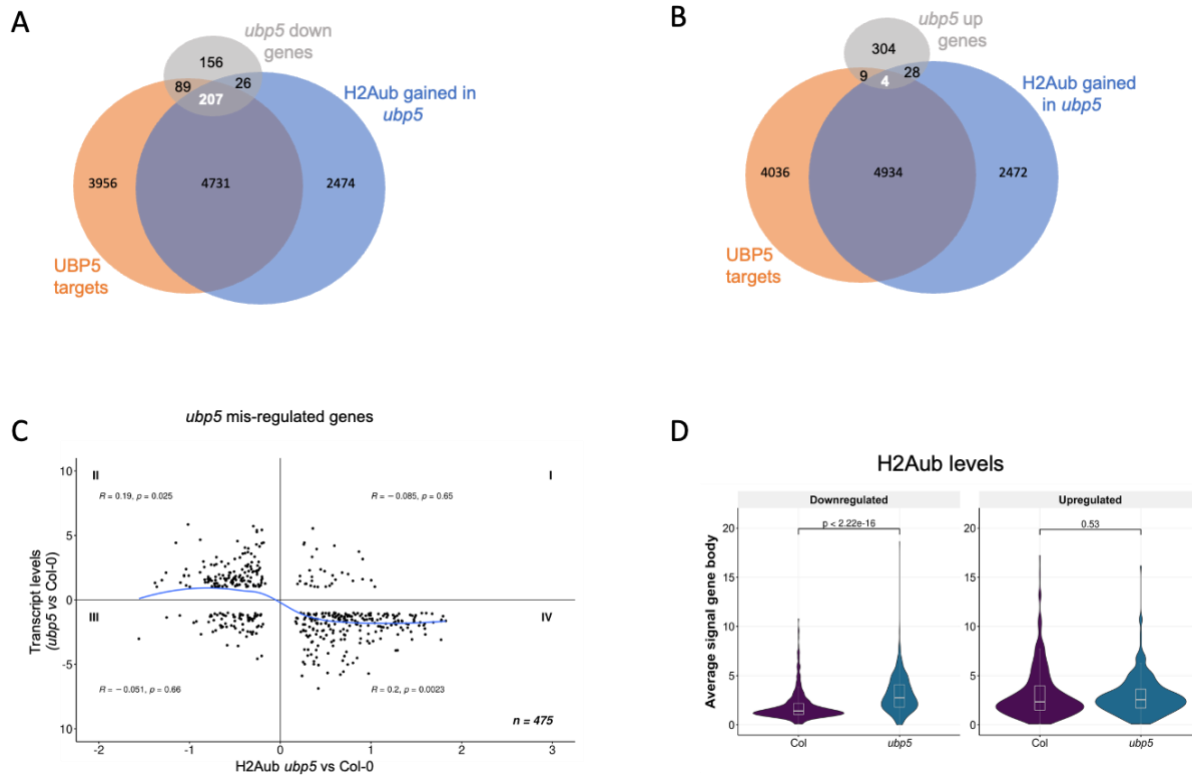 A
ubp5 down
genes
156
89
26
207
H2Aub gained in
ubp5
3956
4731
2474
UBP5
targets
B
ubp5 up
genes
304
9
28
4
H2Aub gained
in ubp5
4036
4934
2472
UBP5
targets
C
ubp5 mis-regulated genes
Transcript levels
(ubp5 vs Col-0)
10
5
0
-5
10
II
I
R = 0.19, p = 0.025
R = −0.085, p = 0.65
III
IV
R = −0.051, p = 0.66
R = 0.2, p = 0.0023
n = 475
-2
-1
0
1
2
3
H2Aub ubp5 vs Col-0
D
H2Aub levels
Downregulated
Upregulated
p < 2.22e-16
0.53
Average signal gene body
20
15
10
5
0
20
15
10
5
0
Col
ubp5
Col
ubp5